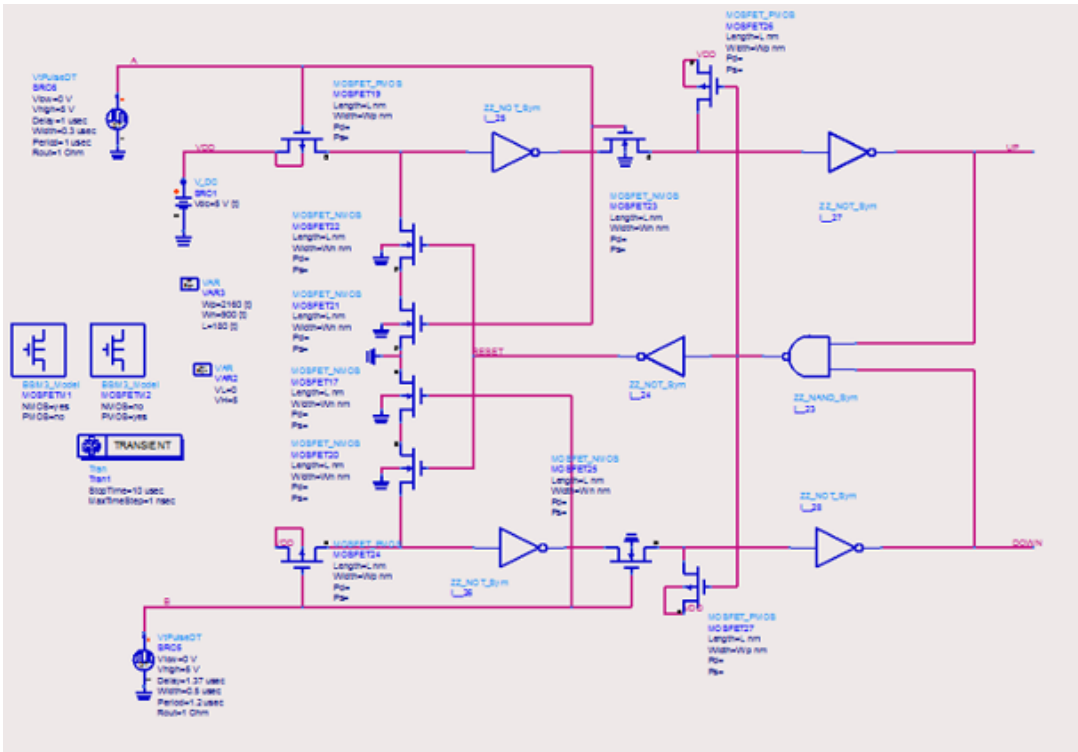 A
VtPulseDT
SRC6
Vlow=0 V
Vhigh=5 V
Delay=1 usec
Width=0.3 usec
Period=1 usec
Rout=1 Ohm
VDD
V_DC
SRC1
Vdc=5 V
MOSFET_PMOS
MOSFET19
Length=L nm
Width=Wp nm
Pd=
Ps=
ZZ_NOT_Sym
I__25
MOSFET_PMOS
MOSFET26
Length=L nm
Width=Wp nm
Pd=
Ps=
VDD
MOSFET_NMOS
MOSFET23
Length=L nm
Width=Wn nm
Pd=
Ps=
ZZ_NOT_Sym
I__27
UP
MOSFET_NMOS
MOSFET22
Length=L nm
Width=Wn nm
Pd=
Ps=
MOSFET_NMOS
MOSFET21
Length=L nm
Width=Wn nm
Pd=
Ps=
VAR
VAR3
Wp=2160
Wn=900
L=180
RESET
ZZ_NOT_Sym
I__24
ZZ_NAND_Sym
I__23
VAR
VAR2
VL=0
VH=5
BSIM3_Model
MOSFETM1
NMOS=yes
PMOS=no
BSIM3_Model
MOSFETM2
NMOS=no
PMOS=yes
TRANSIENT
Tran
Tran1
StopTime=10 usec
MaxTimeStep=1 nsec
MOSFET_NMOS
MOSFET17
Length=L nm
Width=Wn nm
Pd=
Ps=
MOSFET_NMOS
MOSFET20
Length=L nm
Width=Wn nm
Pd=
Ps=
MOSFET_NMOS
MOSFET25
Length=L nm
Width=Wn nm
Pd=
Ps=
ZZ_NOT_Sym
I__28
DOWN
VDD
MOSFET_PMOS
MOSFET24
Length=L nm
Width=Wp nm
Pd=
Ps=
ZZ_NOT_Sym
I__26
VDD
MOSFET_PMOS
MOSFET27
Length=L nm
Width=Wp nm
Pd=
Ps=
B
VtPulseDT
SRC5
Vlow=0 V
Vhigh=5 V
Delay=1.37 usec
Width=0.5 usec
Period=1.2 usec
Rout=1 Ohm